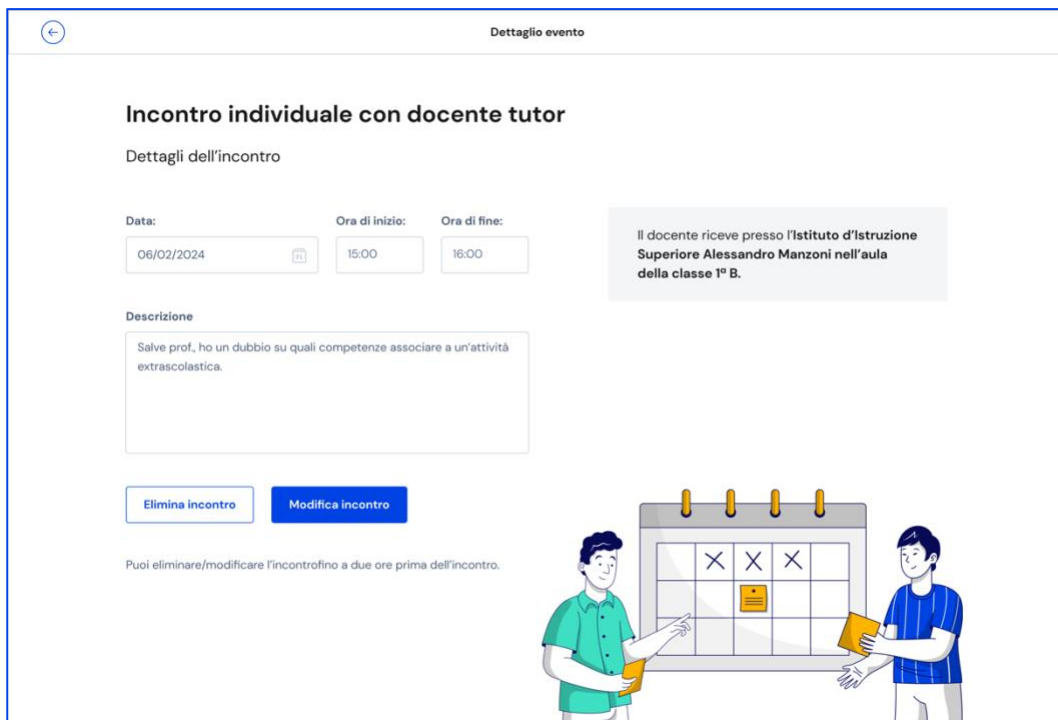 Dettaglio evento
Incontro individuale con docente tutor
Dettagli dell'incontro
Data:
Ora di inizio:
Ora di fine:
06/02/2024
15:00
16:00
Il docente riceve presso l'Istituto d'Istruzione
Superiore Alessandro Manzoni nell'aula
della classe 1ª B.
Descrizione
Salve prof., ho un dubbio su quali competenze associare a un'attività
extrascolastica.
Elimina incontro
Modifica incontro
Puoi eliminare/modificare l'incontrofino a due ore prima dell'incontro.